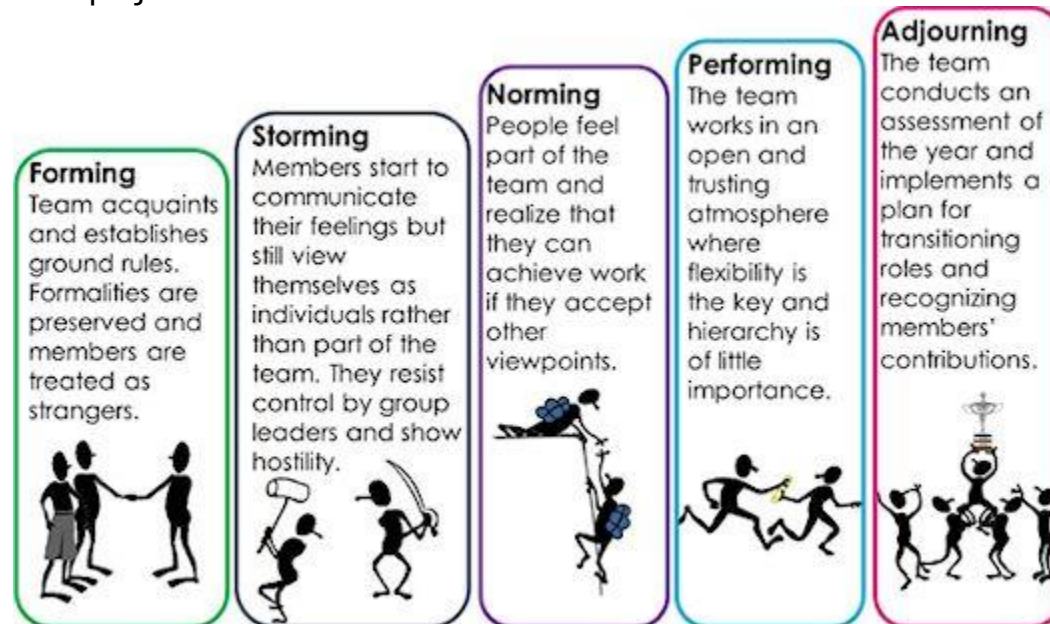 Forming
Team acquaints
and establishes
ground rules.
Formalities are
preserved and
members are
treated as
strangers.
Storming
Members start to
communicate
their feelings but
still view
themselves as
individuals rather
than part of the
team. They resist
control by group
leaders and show
hostility.
Norming
People feel
part of the
team and
realize that
they can
achieve work
if they accept
other
viewpoints.
Performing
The team
works in an
open and
trusting
atmosphere
where
flexibility is
the key and
hierarchy is
of little
importance.
Adjourning
The team
conducts an
assessment of
the year and
implements a
plan for
transitioning
roles and
recognizing
members'
contributions.